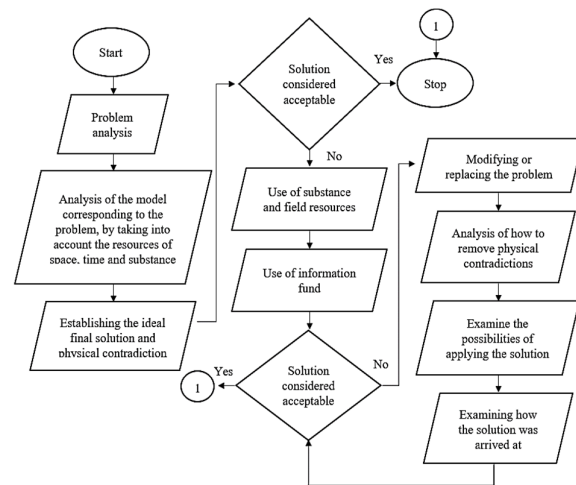 Start
Problem
analysis
Analysis of the model
corresponding to the
problem, by taking into
account the resources of
space, time and substance
Establishing the ideal
final solution and
physical contradiction
Solution
considered
acceptable
Yes
1
Stop
No
Use of substance
and field resources
Use of information
fund
Solution
considered
acceptable
Yes
1
No
Modifying or
replacing the problem
Analysis of how to
remove physical
contradictions
Examine the
possibilities of
applying the solution
Examining how
the solution was
arrived at